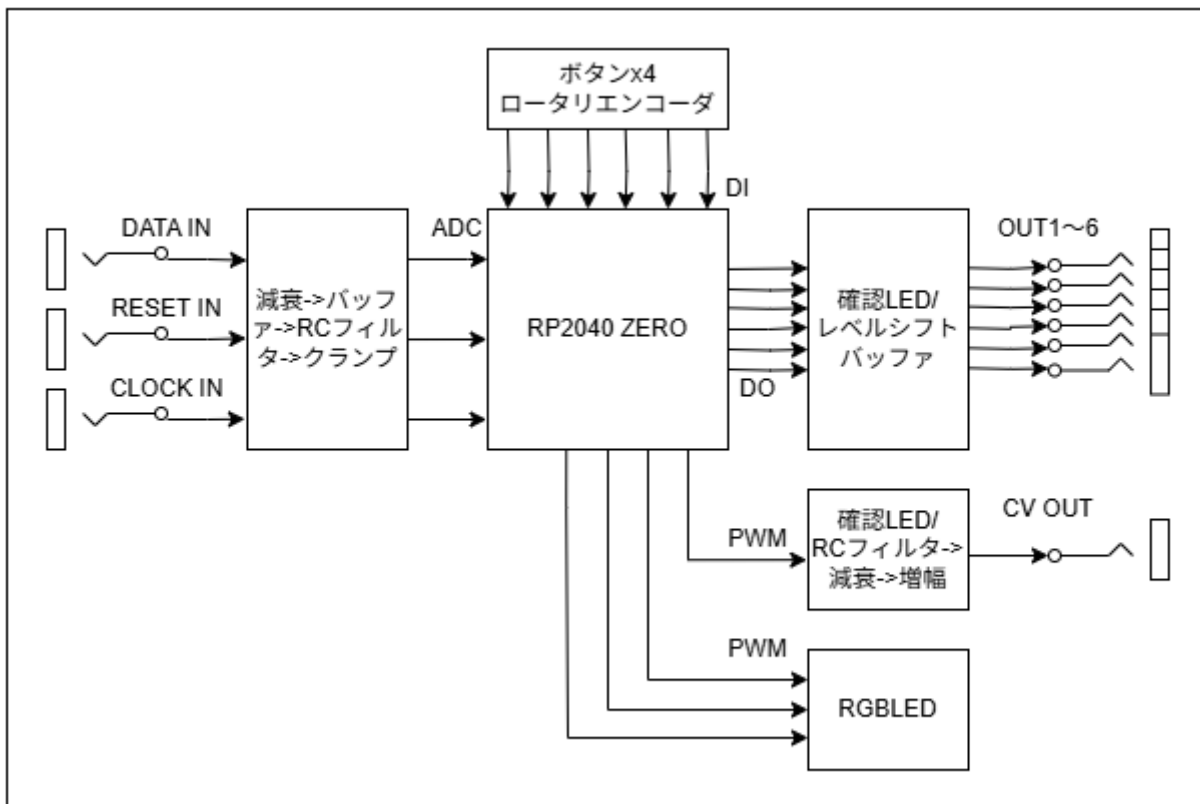 ボタンx4
ロータリエンコーダ
DI
DATA IN
RESET IN
CLOCK IN
減衰->バッフ
ァ->RCフィル
タ->クランプ
ADC
RP2040 ZERO
DO
確認LED/
レベルシフト
バッファ
OUT1～6
PWM
確認LED/
RCフィルタ->
減衰->増幅
CV OUT
PWM
RGBLED